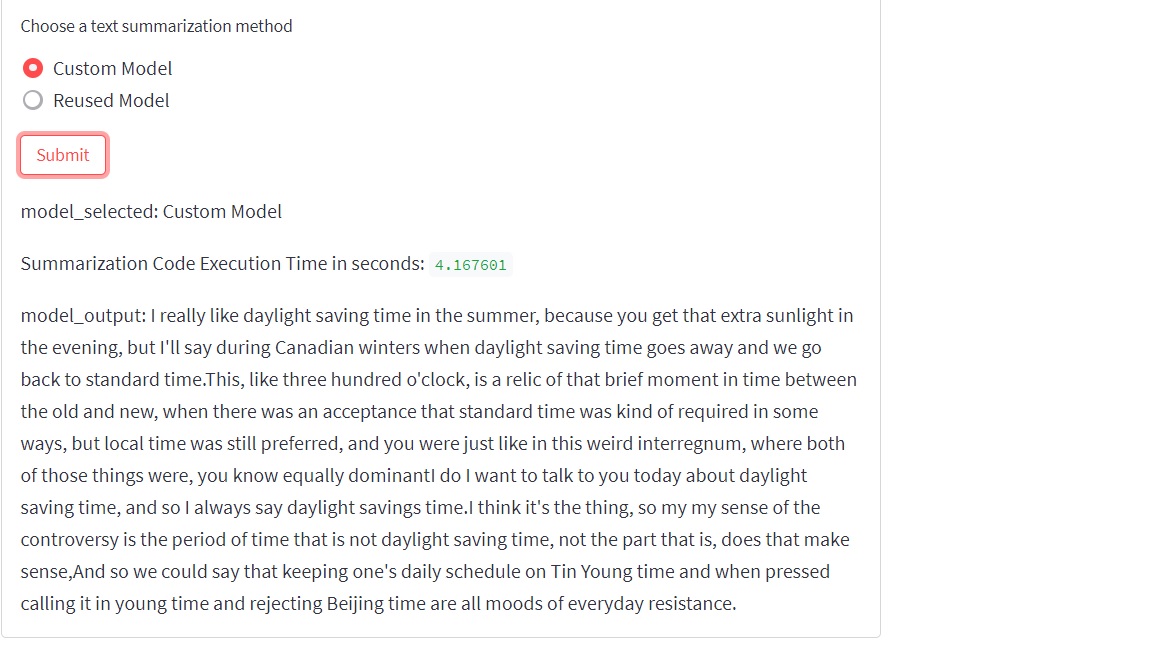 Choose a text summarization method
Custom Model
Reused Model
Submit
model_selected: Custom Model
Summarization Code Execution Time in seconds: 4.167601
model_output: I really like daylight saving time in the summer, because you get that extra sunlight in
the evening, but I'll say during Canadian winters when daylight saving time goes away and we go
back to standard time.This, like three hundred o'clock, is a relic of that brief moment in time between
the old and new, when there was an acceptance that standard time was kind of required in some
ways, but local time was still preferred, and you were just like in this weird interregnum, where both
of those things were, you know equally dominantI do I want to talk to you today about daylight
saving time, and so I always say daylight savings time.I think it's the thing, so my my sense of the
controversy is the period of time that is not daylight saving time, not the part that is, does that make
sense,And so we could say that keeping one's daily schedule on Tin Young time and when pressed
calling it in young time and rejecting Beijing time are all moods of everyday resistance.